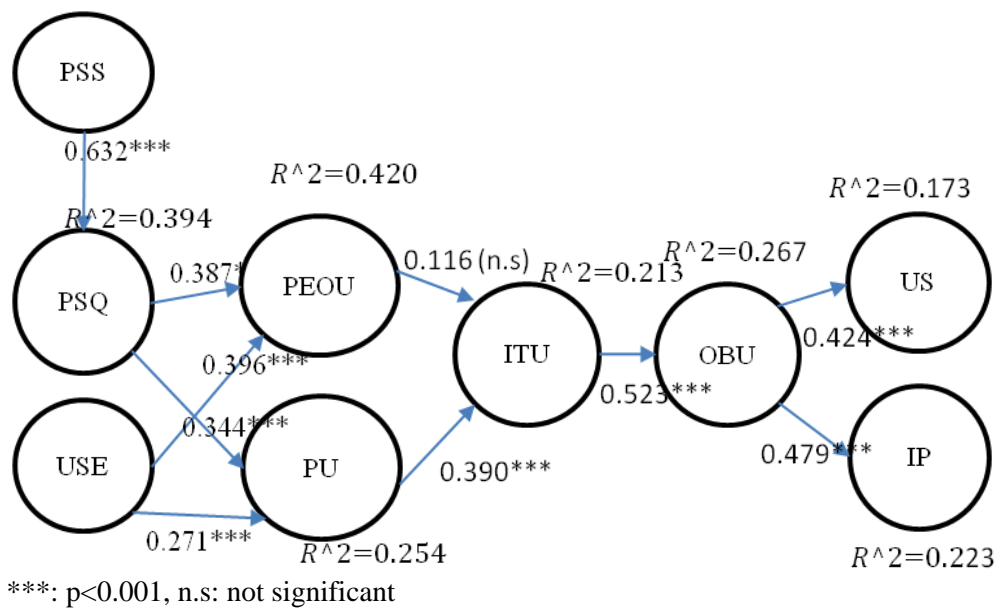 PSS
0.632***
R^2=0.420
R^2=0.173
R^2=0.394
R^2=0.267
0.116 (n.s)
R^2=0.213
0.387*
PSQ
PEOU
US
0.424***
ITU
OBU
0.396***
0.523***
0.344***
USE
PU
0.390***
0.479***
IP
0.271***
R^2=0.254
R^2=0.223
***: p<0.001, n.s: not significant